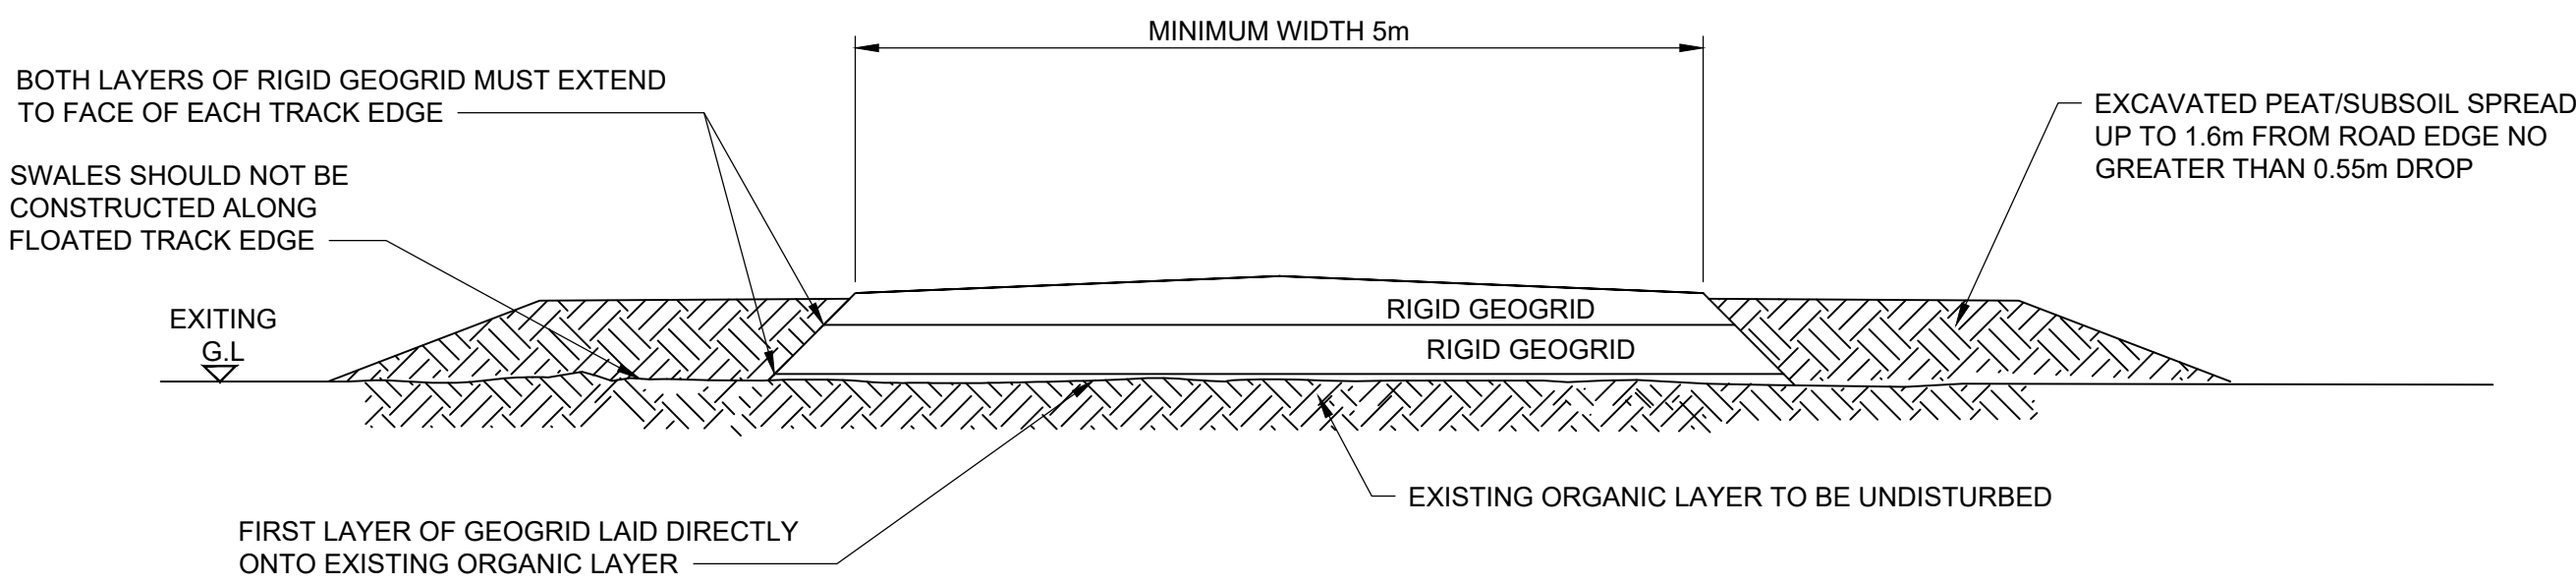 MINIMUM WIDTH 5m
BOTH LAYERS OF RIGID GEOGRID MUST EXTEND
TO FACE OF EACH TRACK EDGE
EXCAVATED PEAT/SUBSOIL SPREAD
UP TO 1.6m FROM ROAD EDGE NO
GREATER THAN 0.55m DROP
SWALES SHOULD NOT BE
CONSTRUCTED ALONG
FLOATED TRACK EDGE
EXITING
G.L
RIGID GEOGRID
RIGID GEOGRID
EXISTING ORGANIC LAYER TO BE UNDISTURBED
FIRST LAYER OF GEOGRID LAID DIRECTLY
ONTO EXISTING ORGANIC LAYER